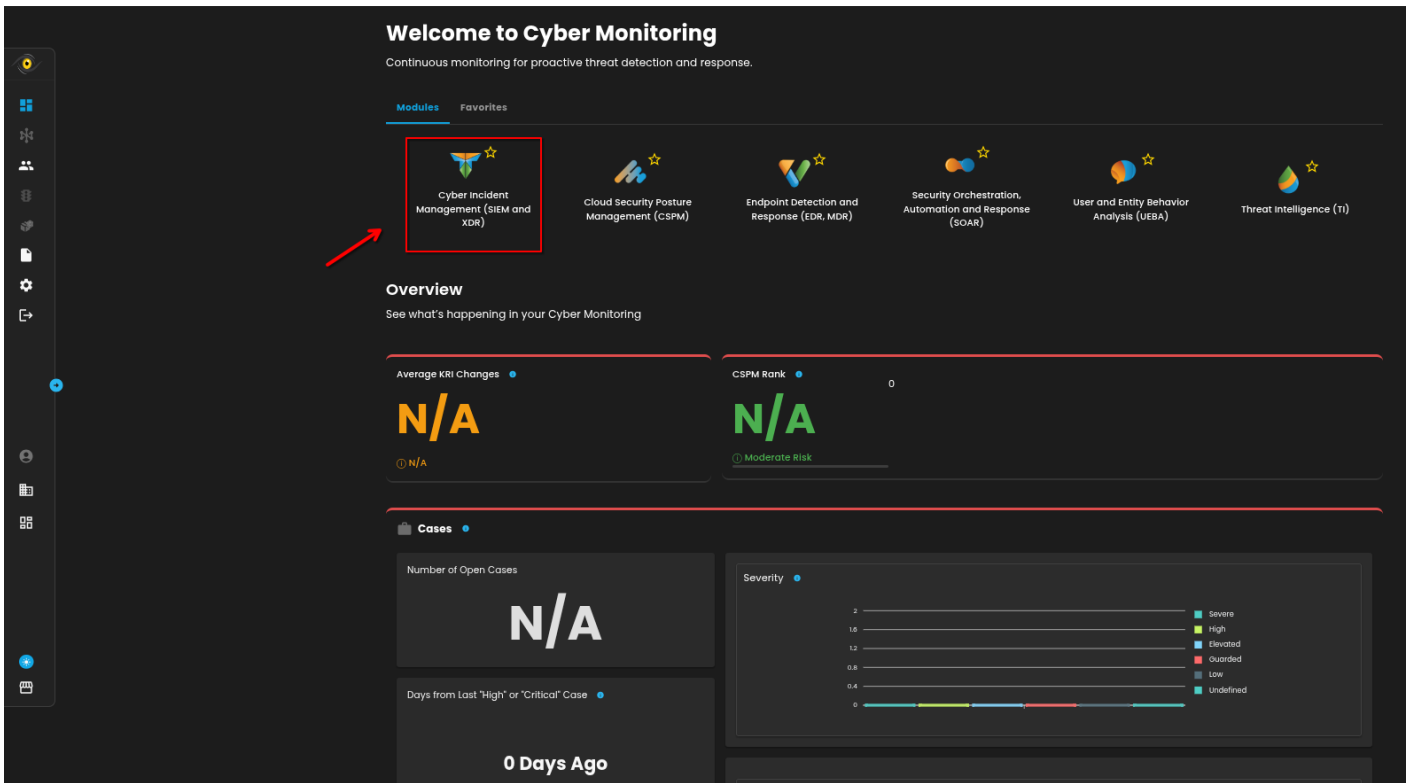 Welcome to Cyber Monitoring
Continuous monitoring for proactive threat detection and response.
Modules
Favorites
Cyber Incident
Management (SIEM and
XDR)
Cloud Security Posture
Management (CSPM)
Endpoint Detection and
Response (EDR, MDR)
Security Orchestration,
Automation and Response
(SOAR)
User and Entity Behavior
Analysis (UEBA)
Threat Intelligence (TI)
Overview
See what's happening in your Cyber Monitoring
Average KRI Changes
N/A
N/A
CSPM Rank
0
N/A
Moderate Risk
Cases
Number of Open Cases
N/A
Days from Last "High" or "Critical" Case
0 Days Ago
Severity
2
1.6
1.2
0.8
0.4
0
Severe
High
Elevated
Guarded
Low
Undefined